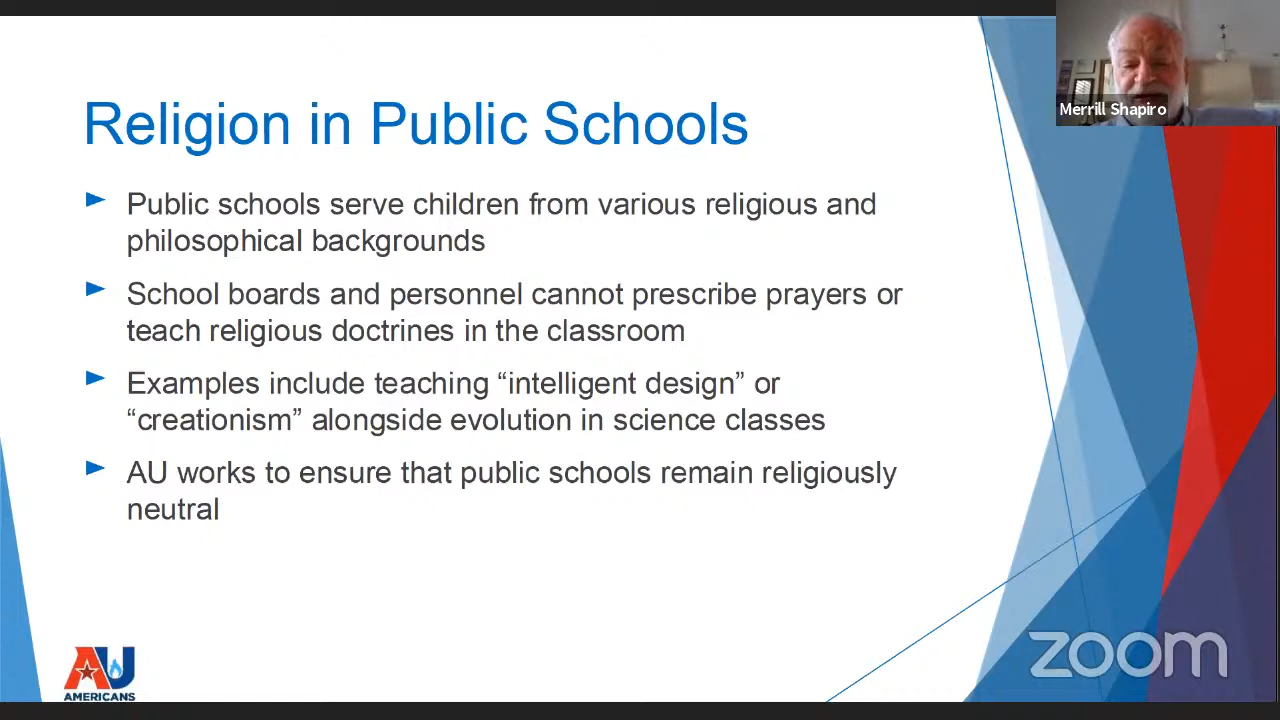 Merrill Shapiro
Religion in Public Schools
Public schools serve children from various religious and
philosophical backgrounds
School boards and personnel cannot prescribe prayers or
teach religious doctrines in the classroom
Examples include teaching “intelligent design” or
“creationism” alongside evolution in science classes
AU works to ensure that public schools remain religiously
neutral
AU
AMERICANS
zoom